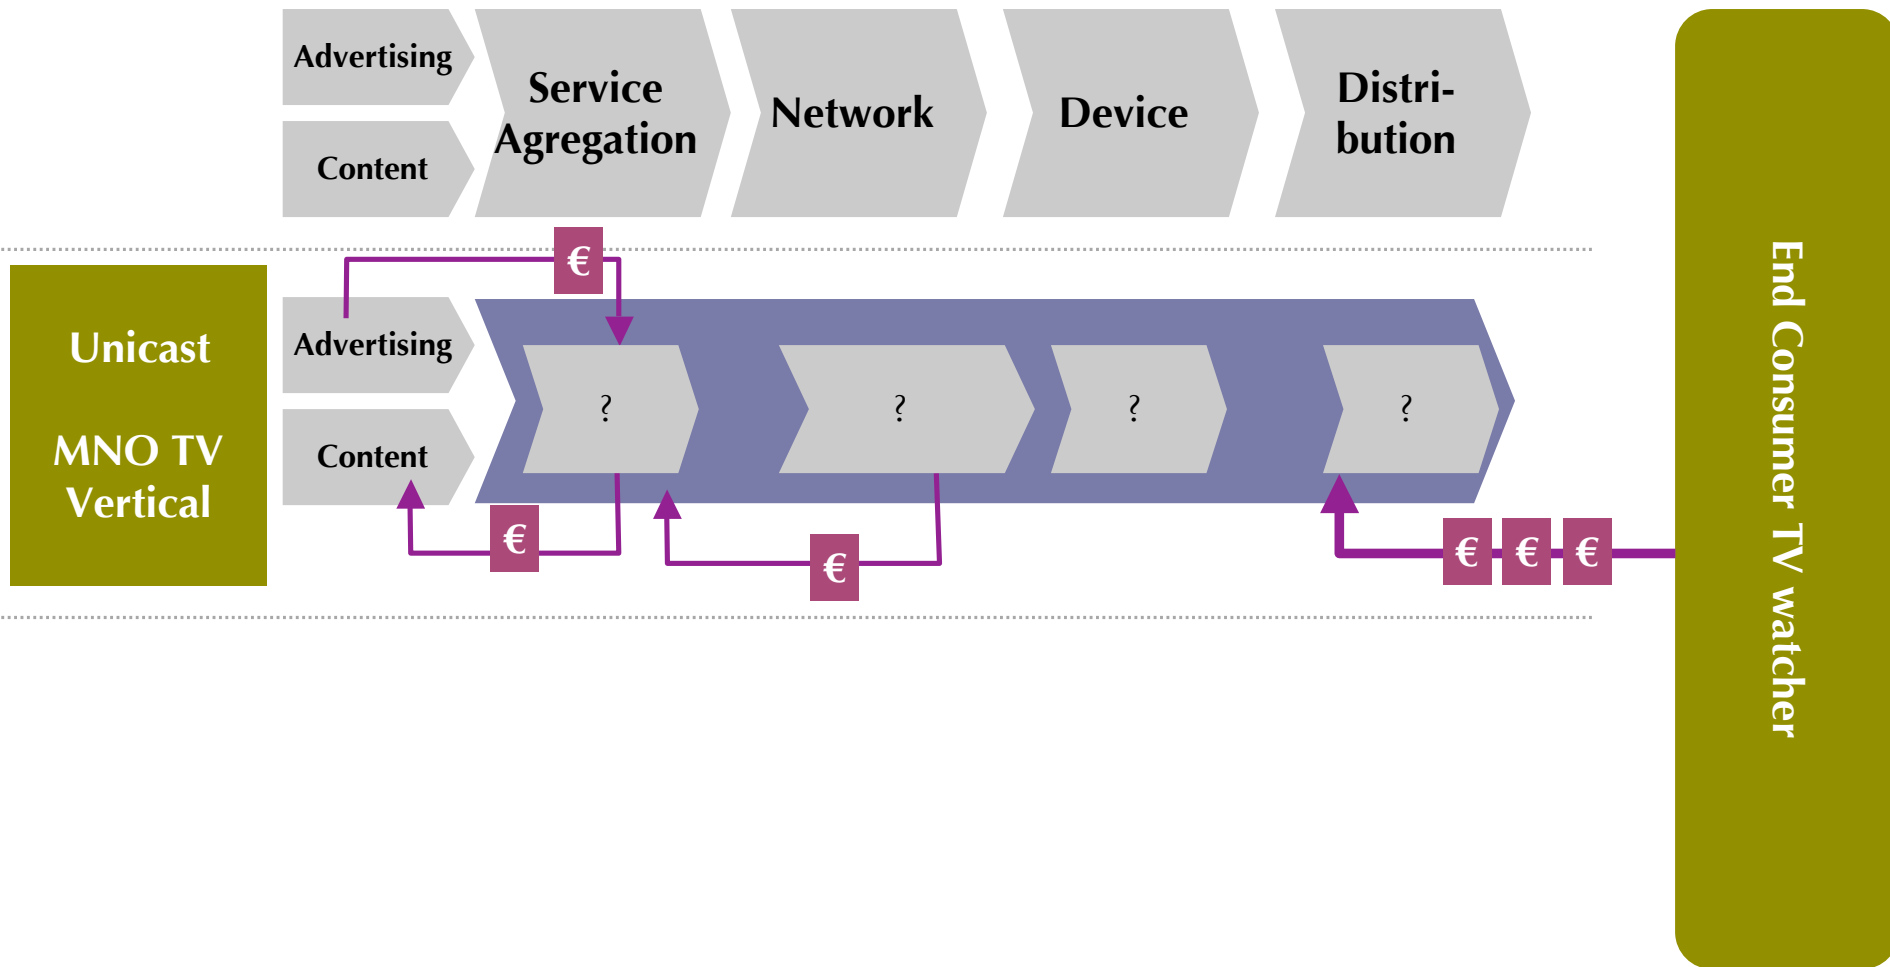 Advertising
Content
Service
Agregation
Network
Device
Distri-
bution
€
Unicast
MNO TV
Vertical
Advertising
Content
?
?
?
?
€
€
€ € €
End Consumer TV watcher